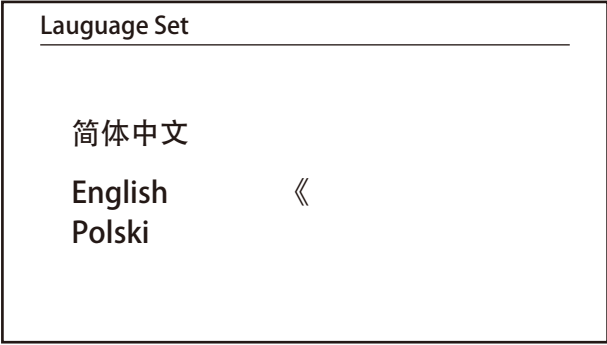 Lauguage Set
简体中文
English 《
Polski